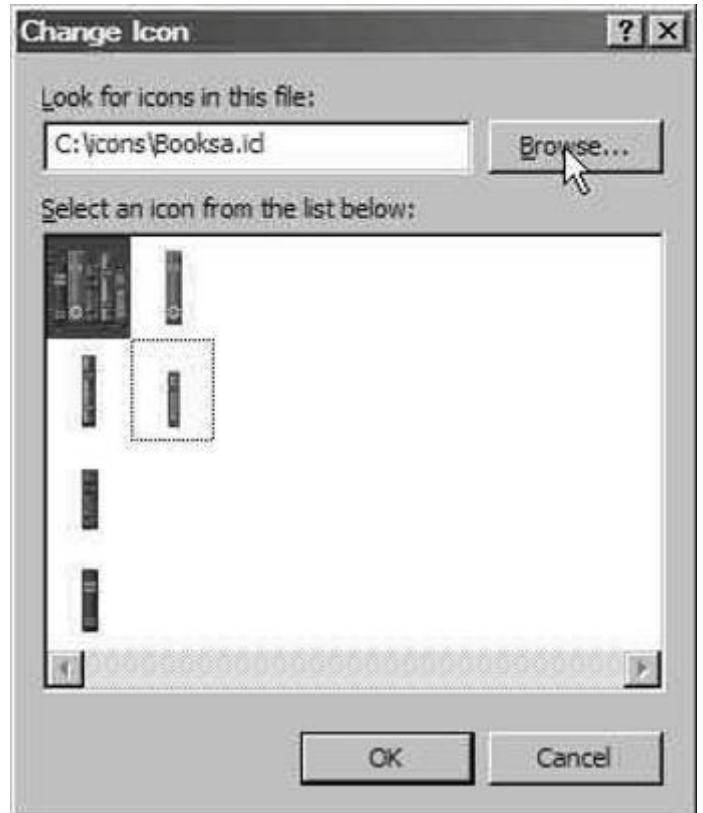 Change Icon
Look for icons in this file:
C:\icons\Booksa.icl
Browse...
Select an icon from the list below:
OK
Cancel